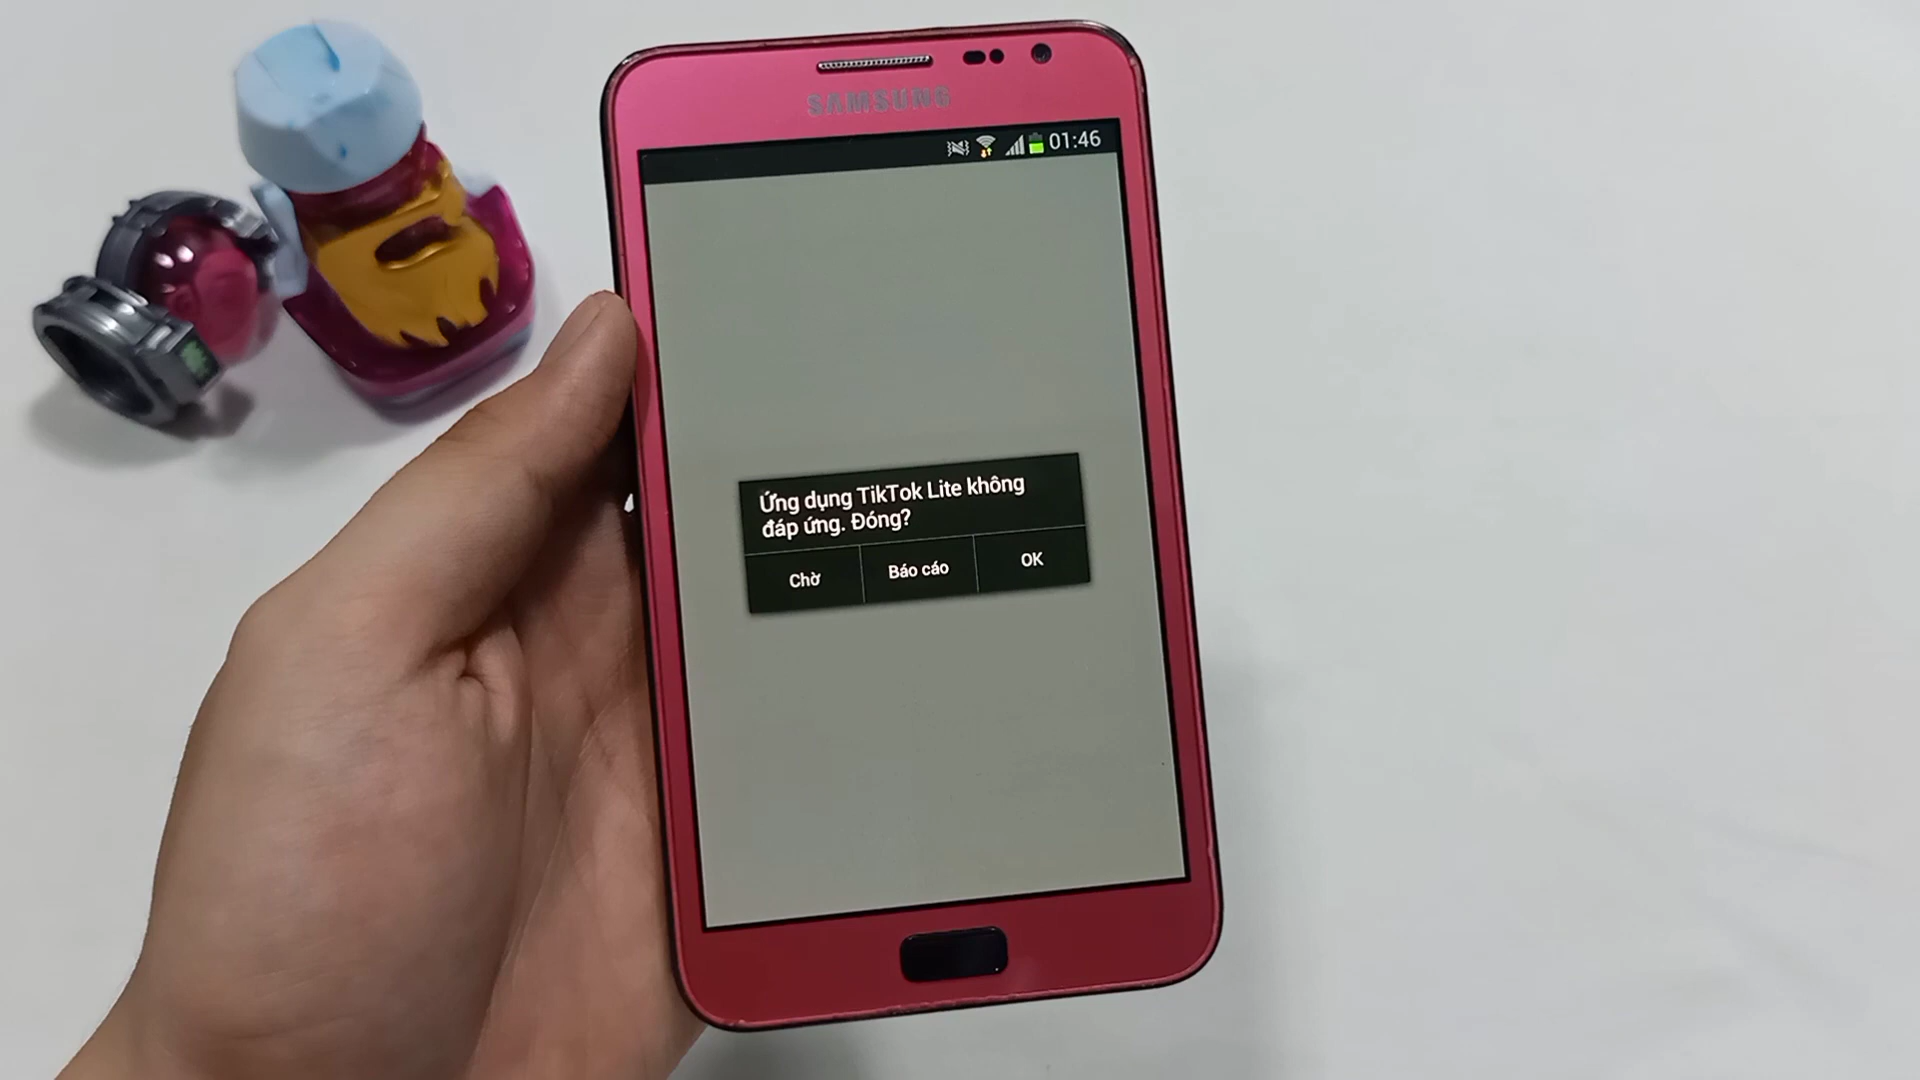 SAMSUNG
01:46
Ứng dụng TikTok Lite không
đáp ứng. Đóng?
Chờ
Báo cáo
OK